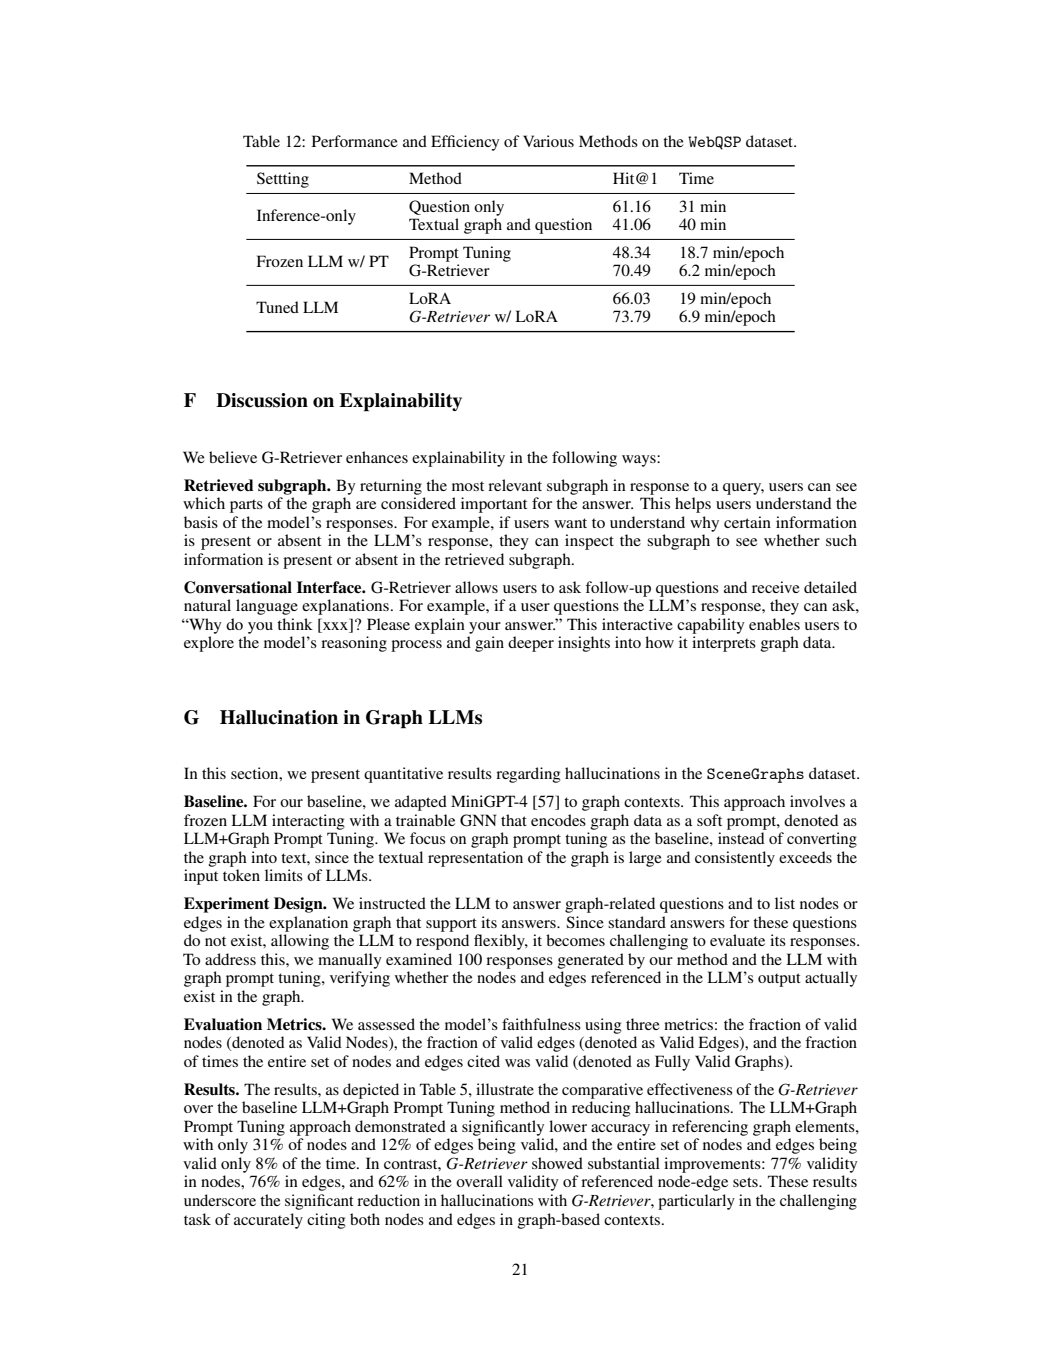 Table 12: Performance and Efficiency of Various Methods on the WebQSP dataset.
Settting Method Hit@1 Time
Inference-only Question only 61.16 31 min
Textual graph and question 41.06 40 min
Frozen LLM w/ PT Prompt Tuning 48.34 18.7 min/epoch
G-Retriever 70.49 6.2 min/epoch
Tuned LLM LoRA 66.03 19 min/epoch
G-Retriever w/ LoRA 73.79 6.9 min/epoch
F Discussion on Explainability
We believe G-Retriever enhances explainability in the following ways:
Retrieved subgraph. By returning the most relevant subgraph in response to a query, users can see
which parts of the graph are considered important for the answer. This helps users understand the
basis of the model's responses. For example, if users want to understand why certain information
is present or absent in the LLM's response, they can inspect the subgraph to see whether such
information is present or absent in the retrieved subgraph.
Conversational Interface. G-Retriever allows users to ask follow-up questions and receive detailed
natural language explanations. For example, if a user questions the LLM's response, they can ask,
“Why do you think [xxx]? Please explain your answer.” This interactive capability enables users to
explore the model's reasoning process and gain deeper insights into how it interprets graph data.
G Hallucination in Graph LLMs
In this section, we present quantitative results regarding hallucinations in the SceneGraphs dataset.
Baseline. For our baseline, we adapted MiniGPT-4 [57] to graph contexts. This approach involves a
frozen LLM interacting with a trainable GNN that encodes graph data as a soft prompt, denoted as
LLM+Graph Prompt Tuning. We focus on graph prompt tuning as the baseline, instead of converting
the graph into text, since the textual representation of the graph is large and consistently exceeds the
input token limits of LLMs.
Experiment Design. We instructed the LLM to answer graph-related questions and to list nodes or
edges in the explanation graph that support its answers. Since standard answers for these questions
do not exist, allowing the LLM to respond flexibly, it becomes challenging to evaluate its responses.
To address this, we manually examined 100 responses generated by our method and the LLM with
graph prompt tuning, verifying whether the nodes and edges referenced in the LLM's output actually
exist in the graph.
Evaluation Metrics. We assessed the model's faithfulness using three metrics: the fraction of valid
nodes (denoted as Valid Nodes), the fraction of valid edges (denoted as Valid Edges), and the fraction
of times the entire set of nodes and edges cited was valid (denoted as Fully Valid Graphs).
Results. The results, as depicted in Table 5, illustrate the comparative effectiveness of the G-Retriever
over the baseline LLM+Graph Prompt Tuning method in reducing hallucinations. The LLM+Graph
Prompt Tuning approach demonstrated a significantly lower accuracy in referencing graph elements,
with only 31% of nodes and 12% of edges being valid, and the entire set of nodes and edges being
valid only 8% of the time. In contrast, G-Retriever showed substantial improvements: 77% validity
in nodes, 76% in edges, and 62% in the overall validity of referenced node-edge sets. These results
underscore the significant reduction in hallucinations with G-Retriever, particularly in the challenging
task of accurately citing both nodes and edges in graph-based contexts.
21